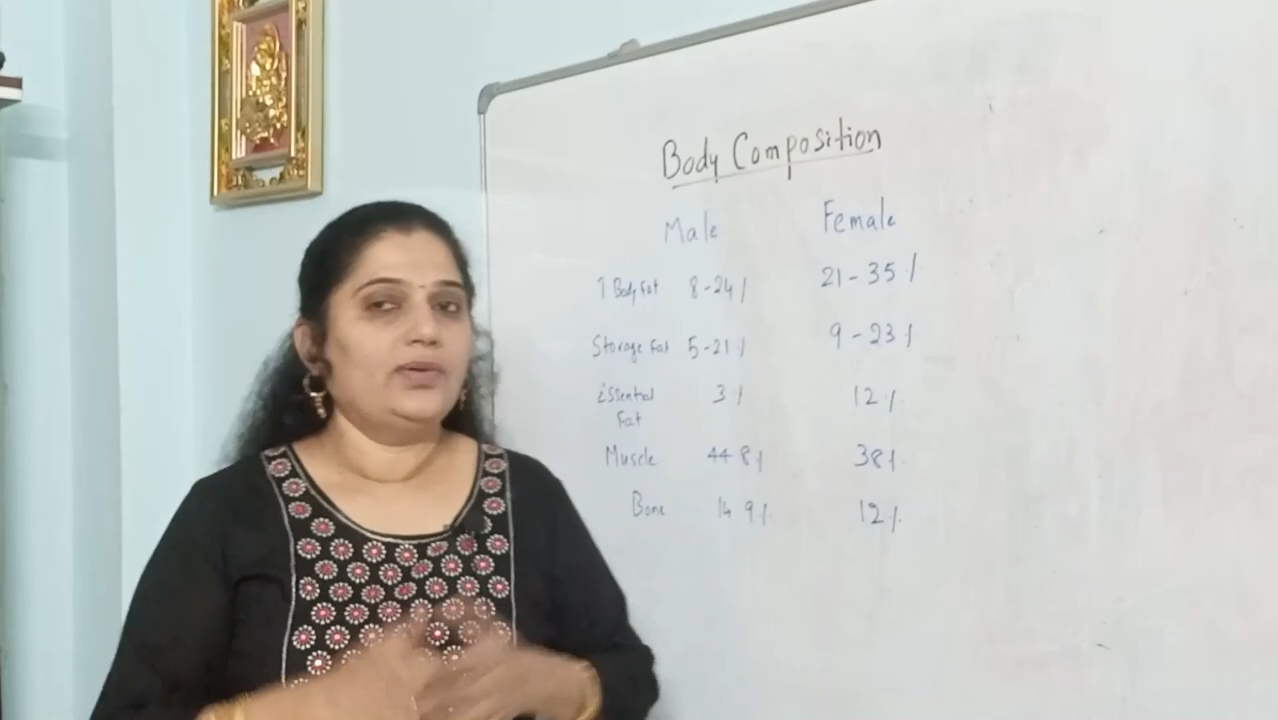 Body Composition
Male Female
T Body Fat 8-24% 21-35%
Storage Fat 5-21% 9-23%
Essential Fat 3% 12%
Muscle 44 8% 38%
Bone 14 9% 12%